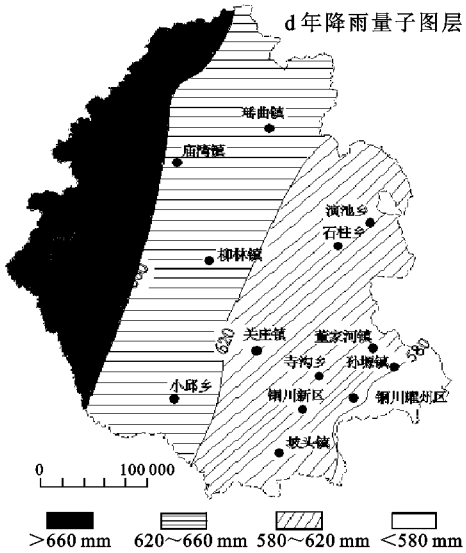 d 年降雨量子图层
瑶曲镇
庙湾镇
演池乡
石柱乡
柳林镇
660
620
关庄镇
董家河镇
580
孙塬镇
寺沟乡
小邱乡
铜川新区
铜川耀州区
坡头镇
0 100 000
>660 mm 620～660 mm 580～620 mm <580 mm